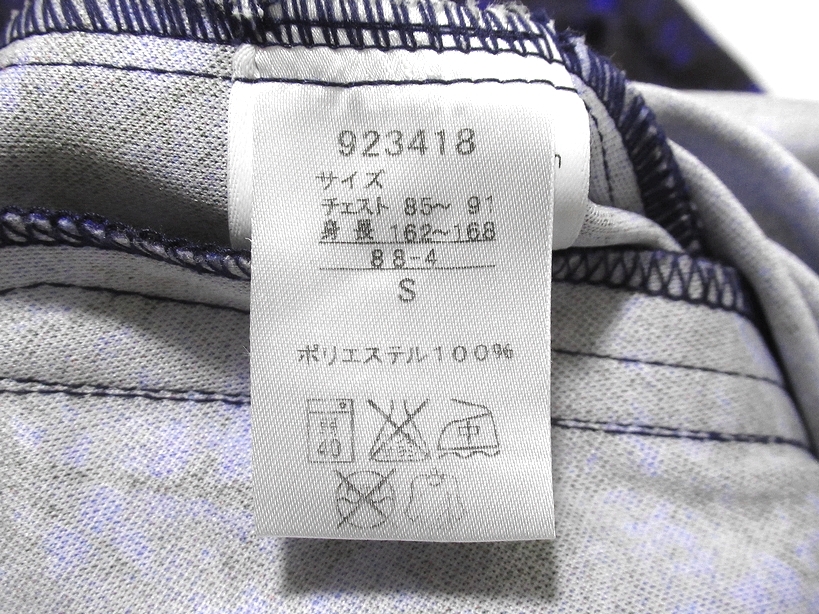 923418
サイズ
チェスト 85～ 91
身 長 162～168
88-4
S
ポリエステル100%
40
中
n